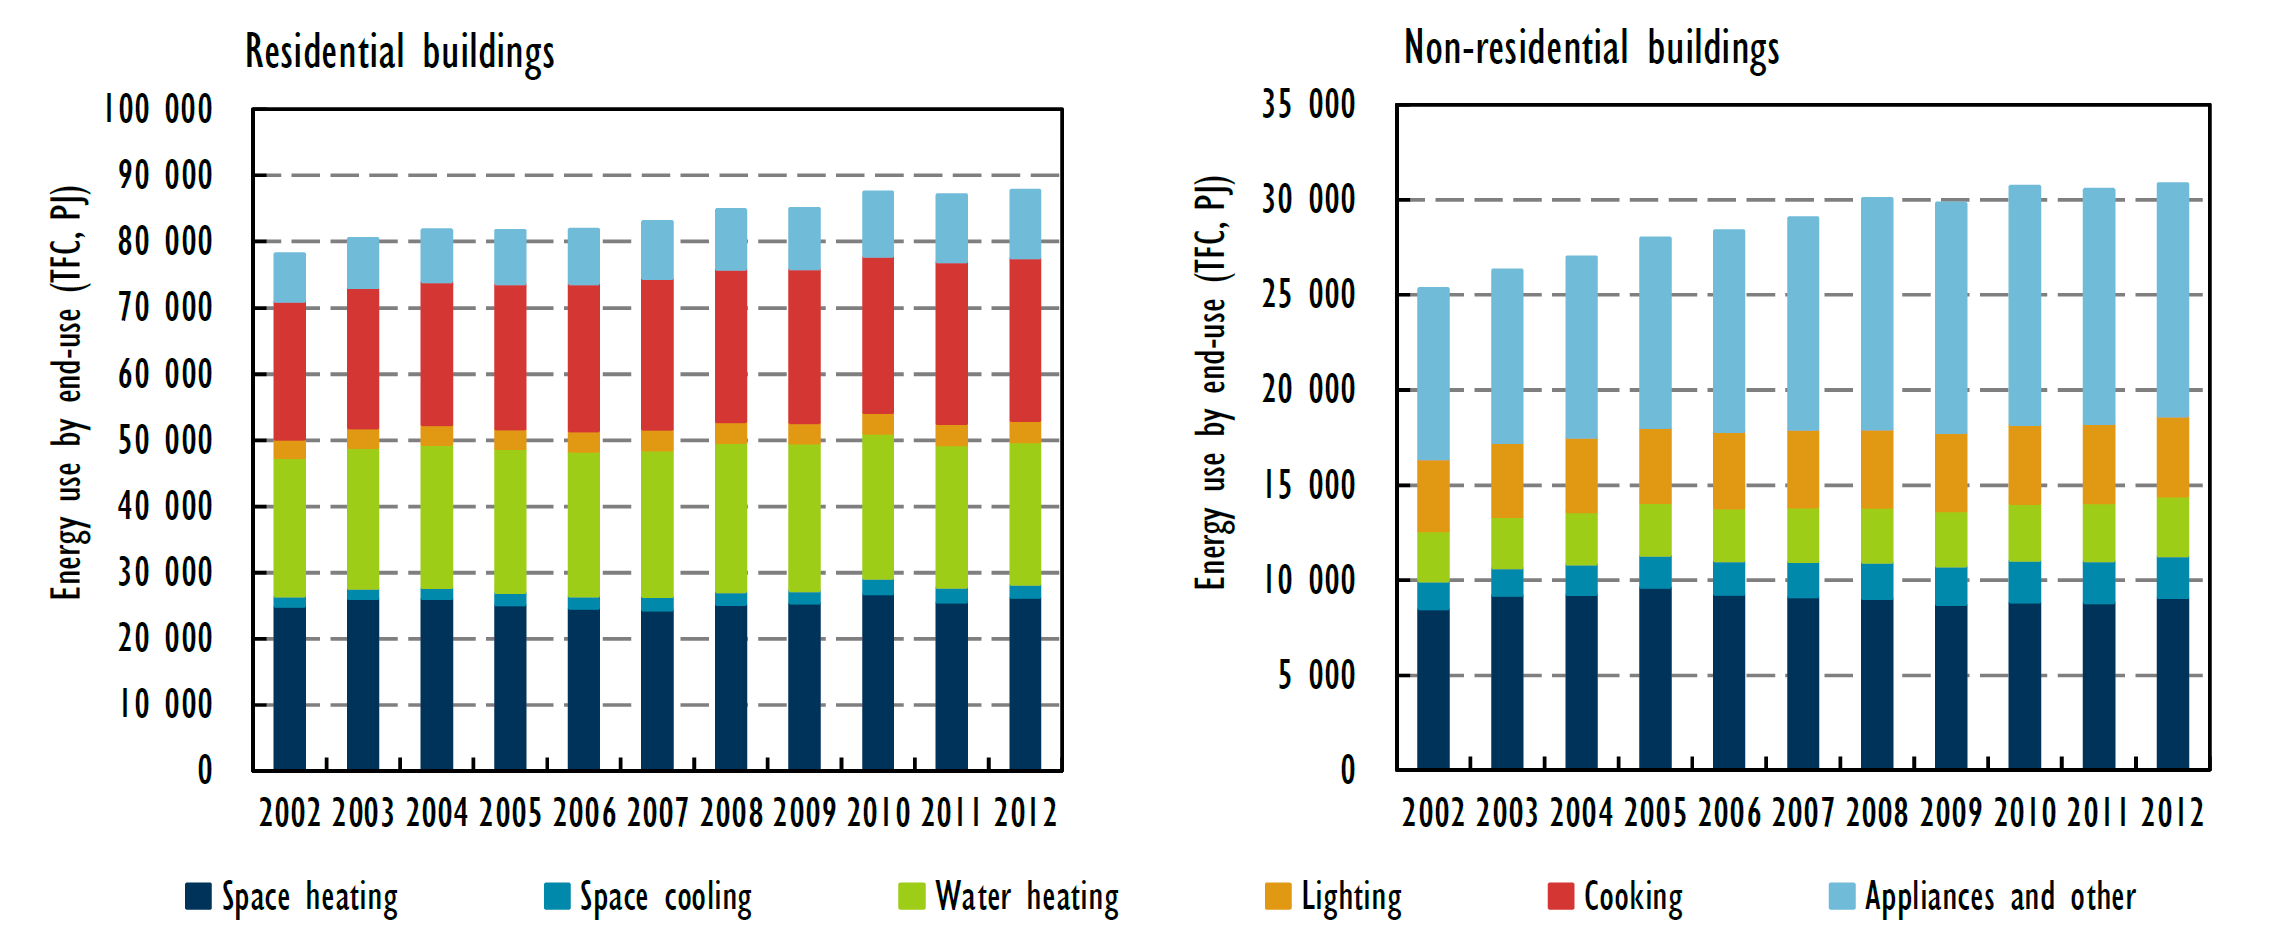 Residential buildings
Energy use by end-use (TFC, PJ)
100 000
90 000
80 000
70 000
60 000
50 000
40 000
30 000
20 000
10 000
0
2002 2003 2004 2005 2006 2007 2008 2009 2010 2011 2012
Non-residential buildings
Energy use by end-use (TFC, PJ)
35 000
30 000
25 000
20 000
15 000
10 000
5 000
0
2002 2003 2004 2005 2006 2007 2008 2009 2010 2011 2012
Space heating Space cooling Water heating Lighting Cooking Appliances and other